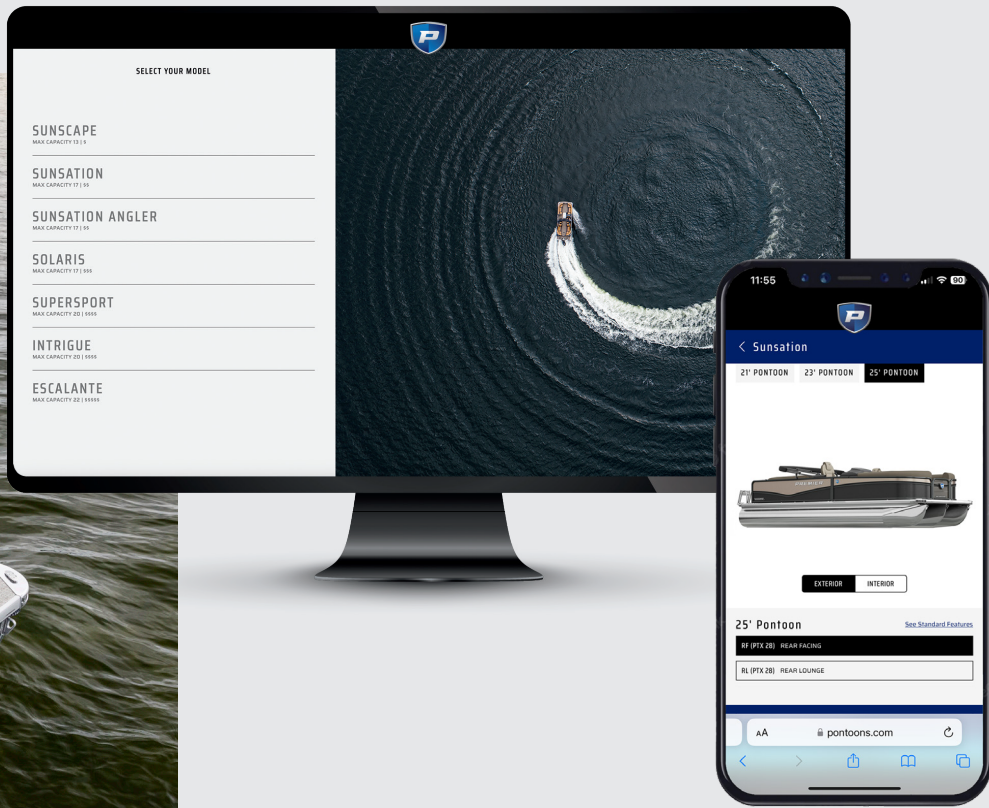 P
SELECT YOUR MODEL
SUNSCAPE
MAX CAPACITY 13 | $
SUNSATION
MAX CAPACITY 17 | $$
SUNSATION ANGLER
MAX CAPACITY 17 | $$
SOLARIS
MAX CAPACITY 17 | $$$
SUPERSPORT
MAX CAPACITY 20 | $$$$
INTRIGUE
MAX CAPACITY 20 | $$$$
ESCALANTE
MAX CAPACITY 22 | $$$$$
11:55
90
P
< Sunsation
21' PONTOON 23' PONTOON 25' PONTOON
PREMIER
EXTERIOR INTERIOR
25' Pontoon See Standard Features
RF (PTX 28) REAR FACING
RL (PTX 28) REAR LOUNGE
AA pontoons.com